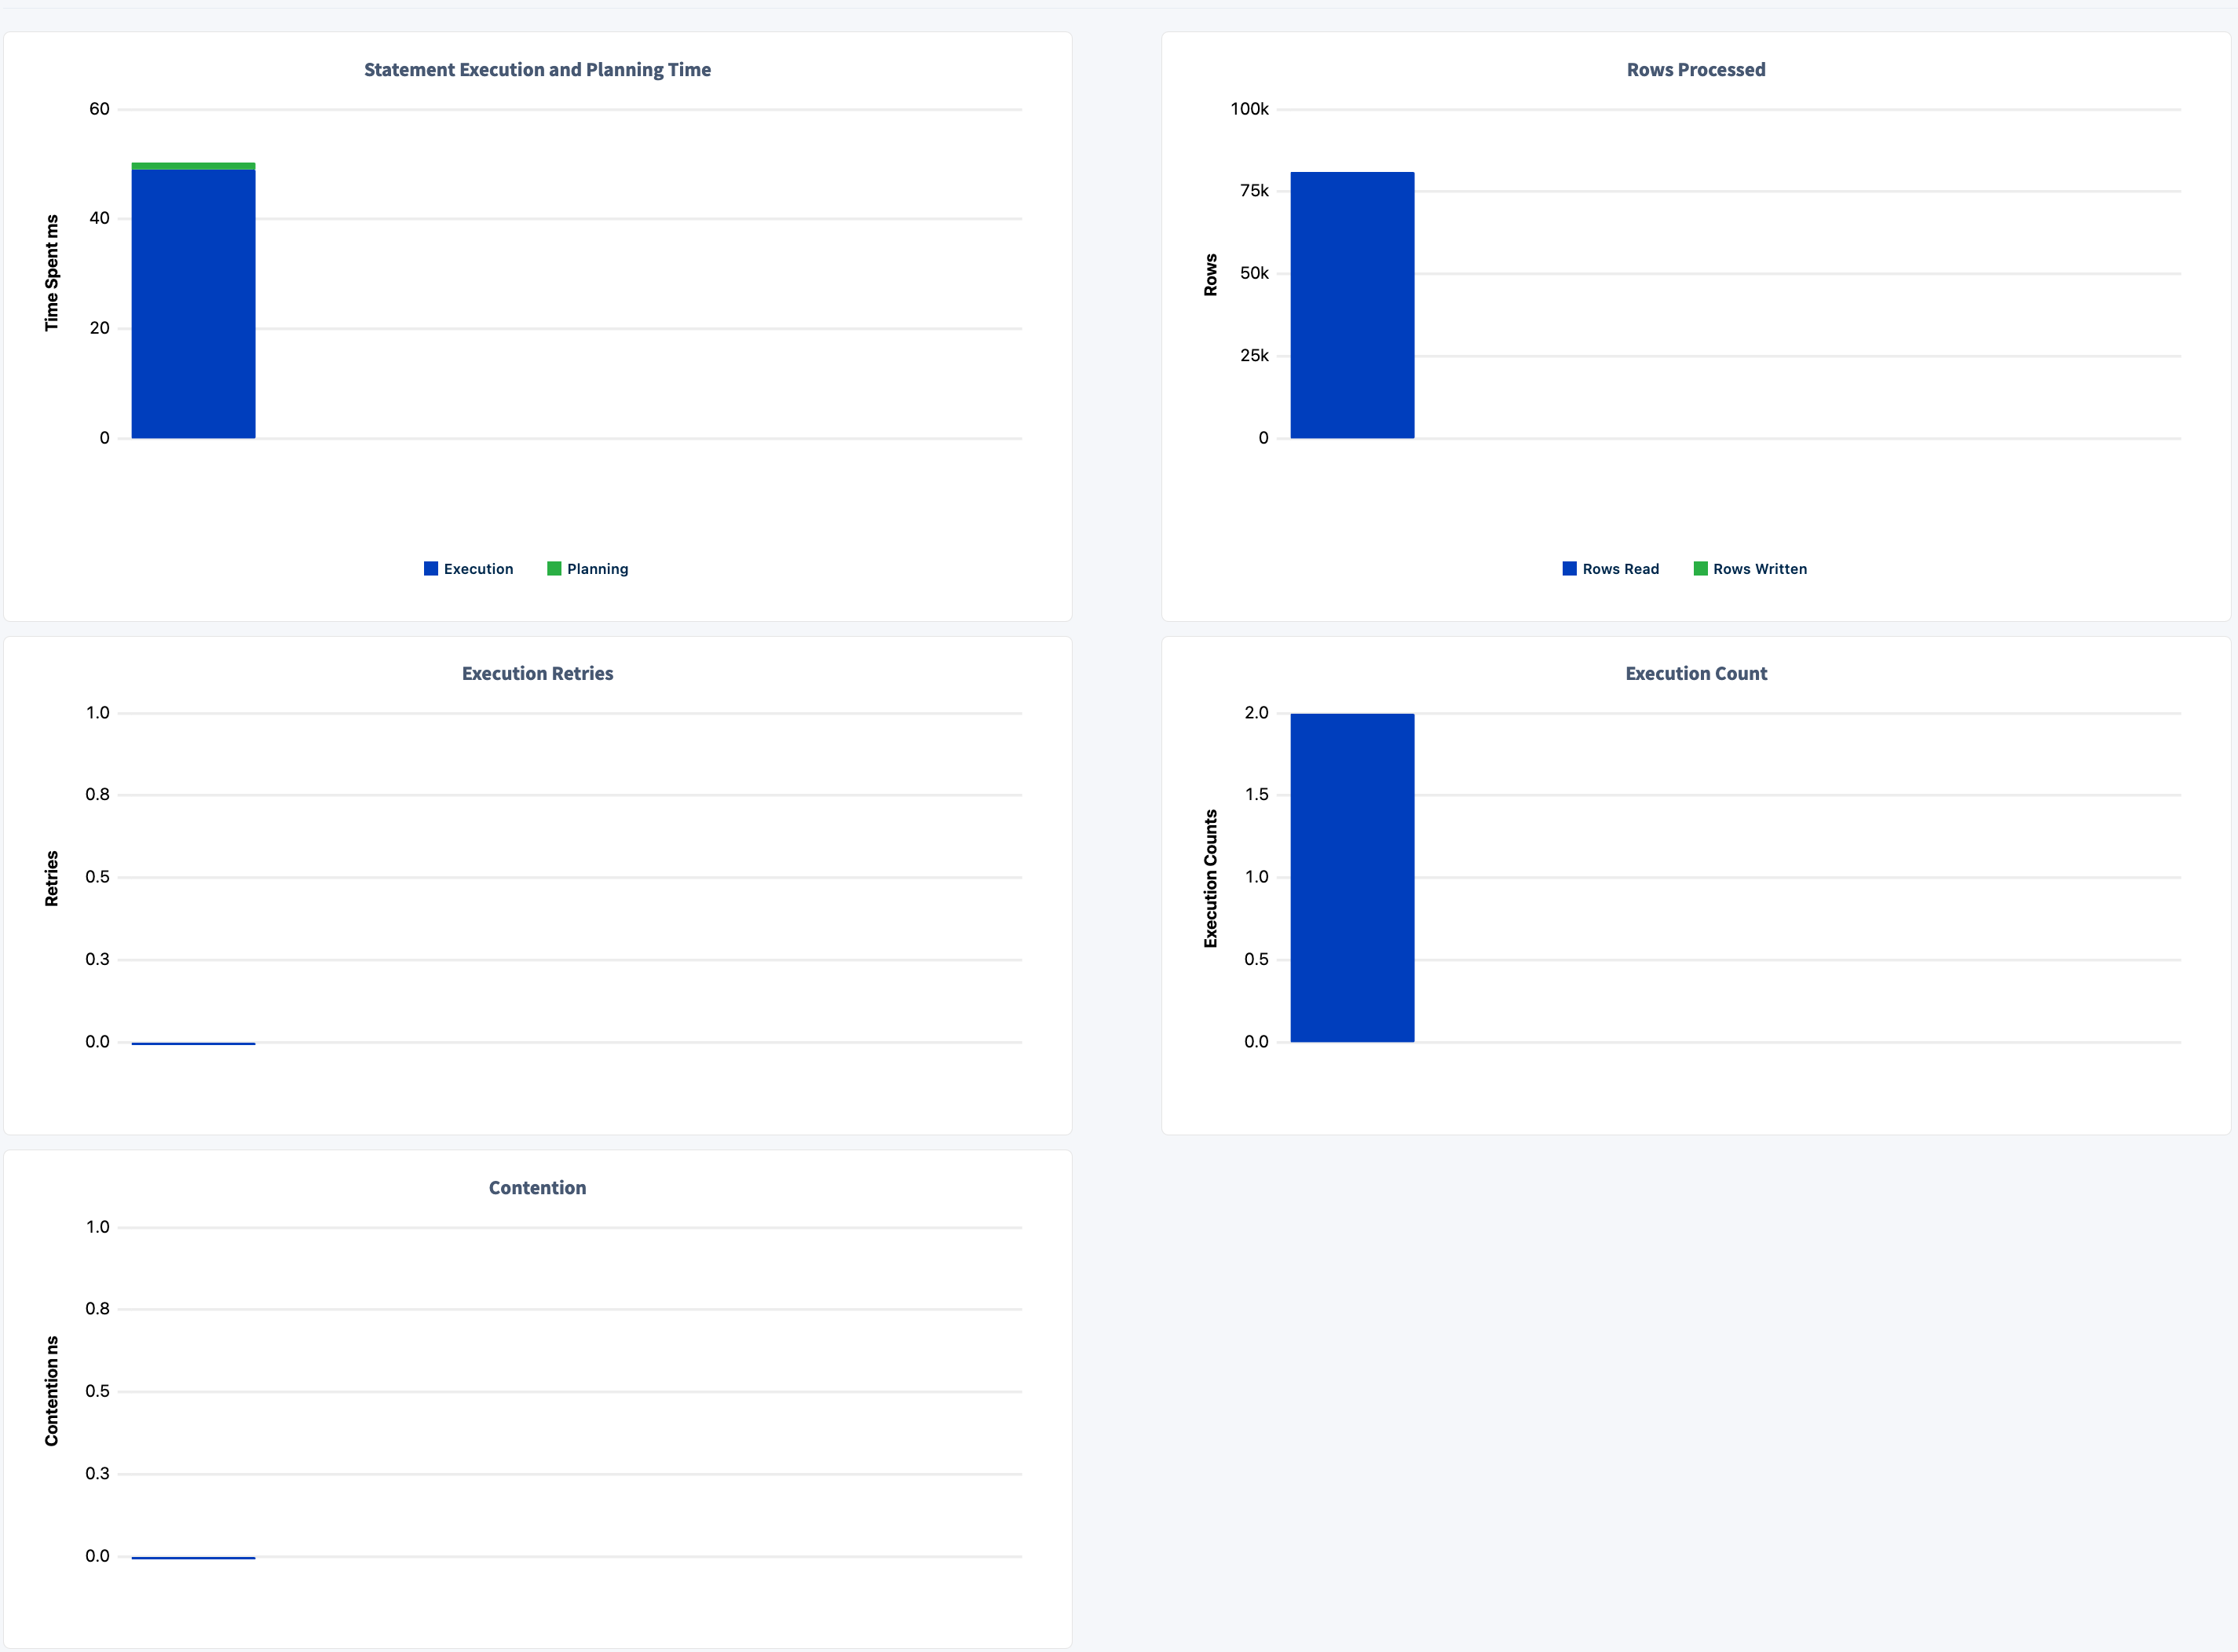 Statement Execution and Planning Time
60
40
20
0
Time Spent ms
Execution
Planning
Rows Processed
100k
75k
50k
25k
0
Rows
Rows Read
Rows Written
Execution Retries
1.0
0.8
0.5
0.3
0.0
Retries
Execution Count
2.0
1.5
1.0
0.5
0.0
Execution Counts
Contention
1.0
0.8
0.5
0.3
0.0
Contention ns